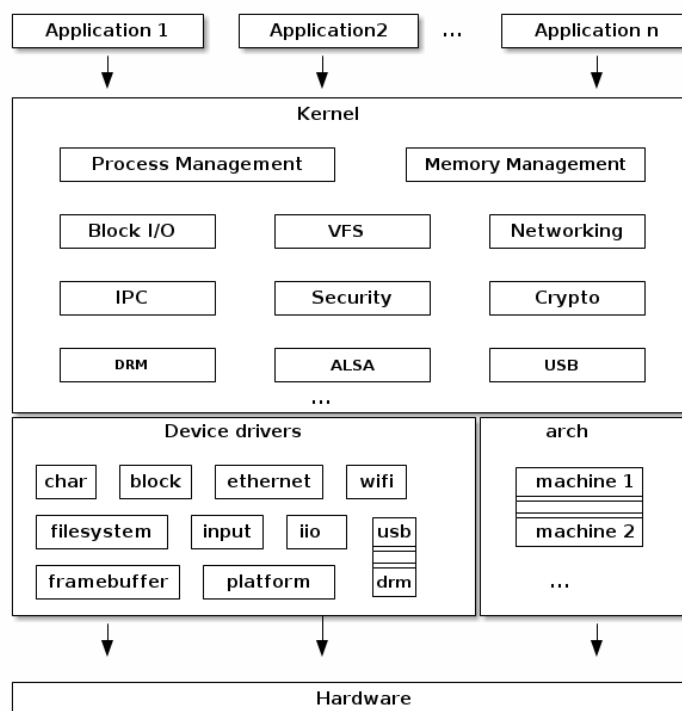 Application 1
Application2
...
Application n
Kernel
Process Management
Memory Management
Block I/O
VFS
Networking
IPC
Security
Crypto
DRM
ALSA
USB
...
Device drivers
arch
char
block
ethernet
wifi
machine 1
filesystem
input
iio
usb
machine 2
framebuffer
platform
drm
...
Hardware